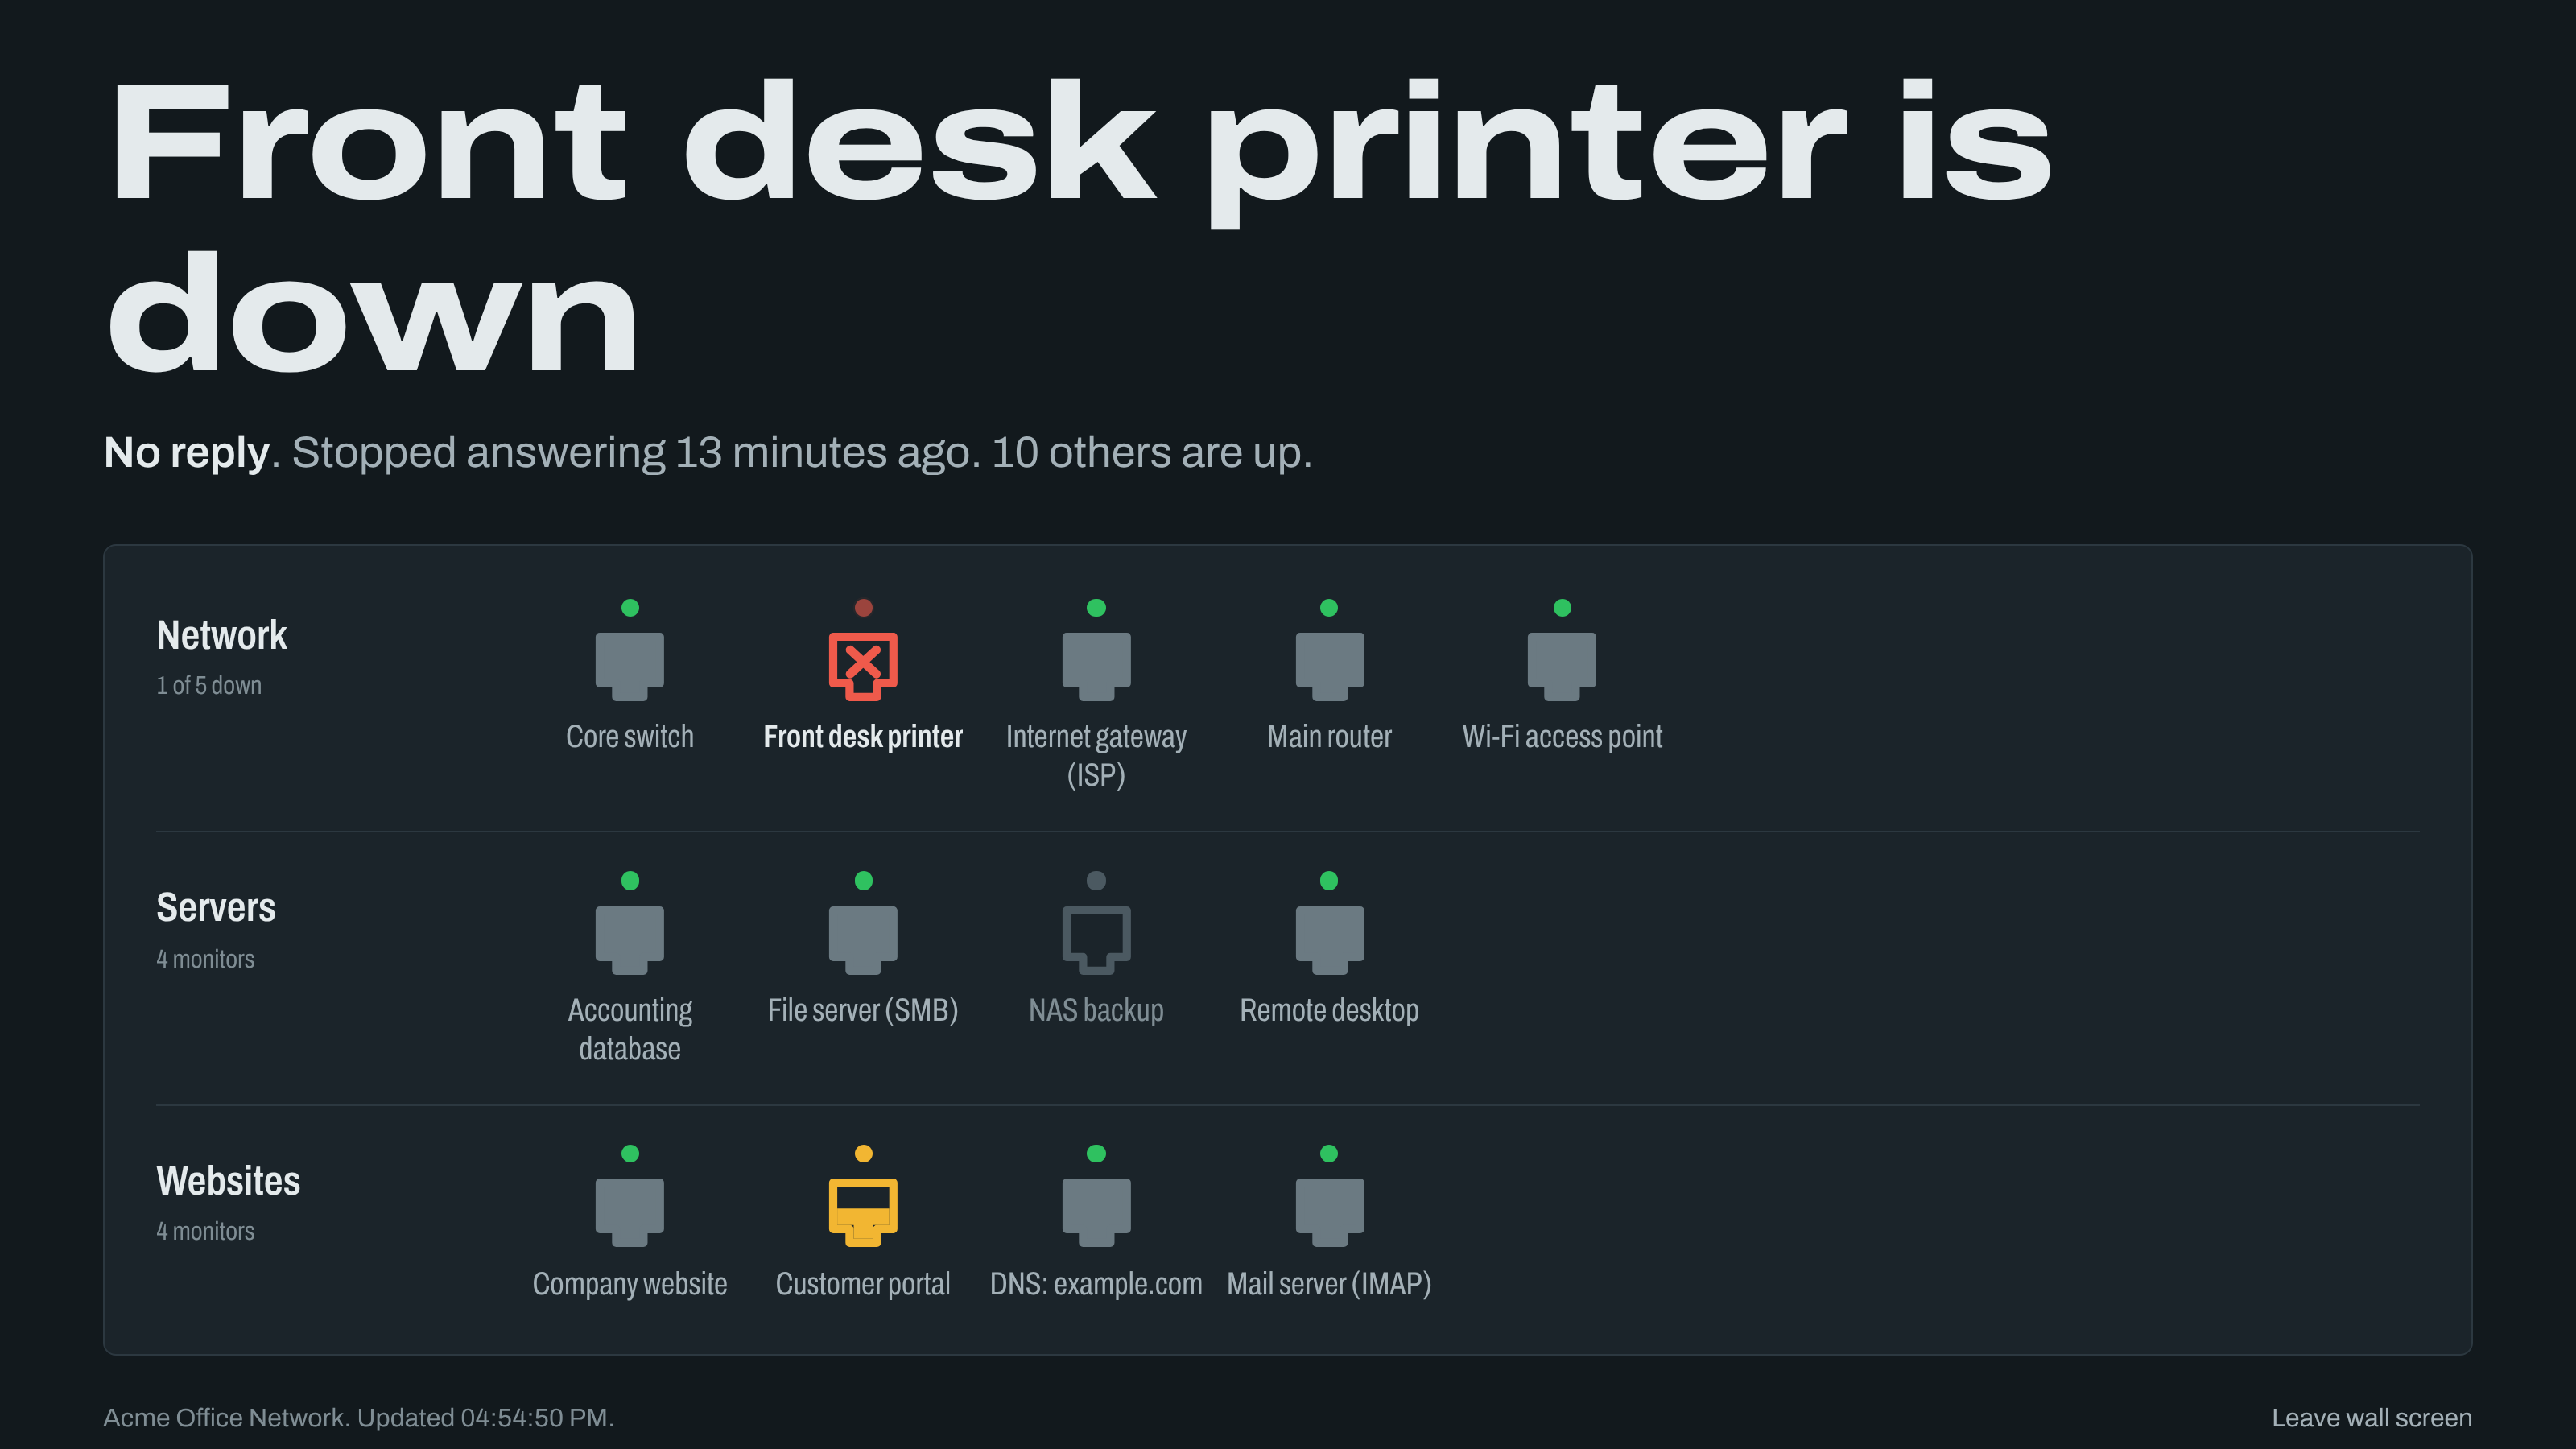 Front desk printer is
down
No reply. Stopped answering 13 minutes ago. 10 others are up.
Network
1 of 5 down
Core switch
Front desk printer
Internet gateway
(ISP)
Main router
Wi-Fi access point
Servers
4 monitors
Accounting
database
File server (SMB)
NAS backup
Remote desktop
Websites
4 monitors
Company website
Customer portal
DNS: example.com
Mail server (IMAP)
Acme Office Network. Updated 04:54:50 PM.
Leave wall screen